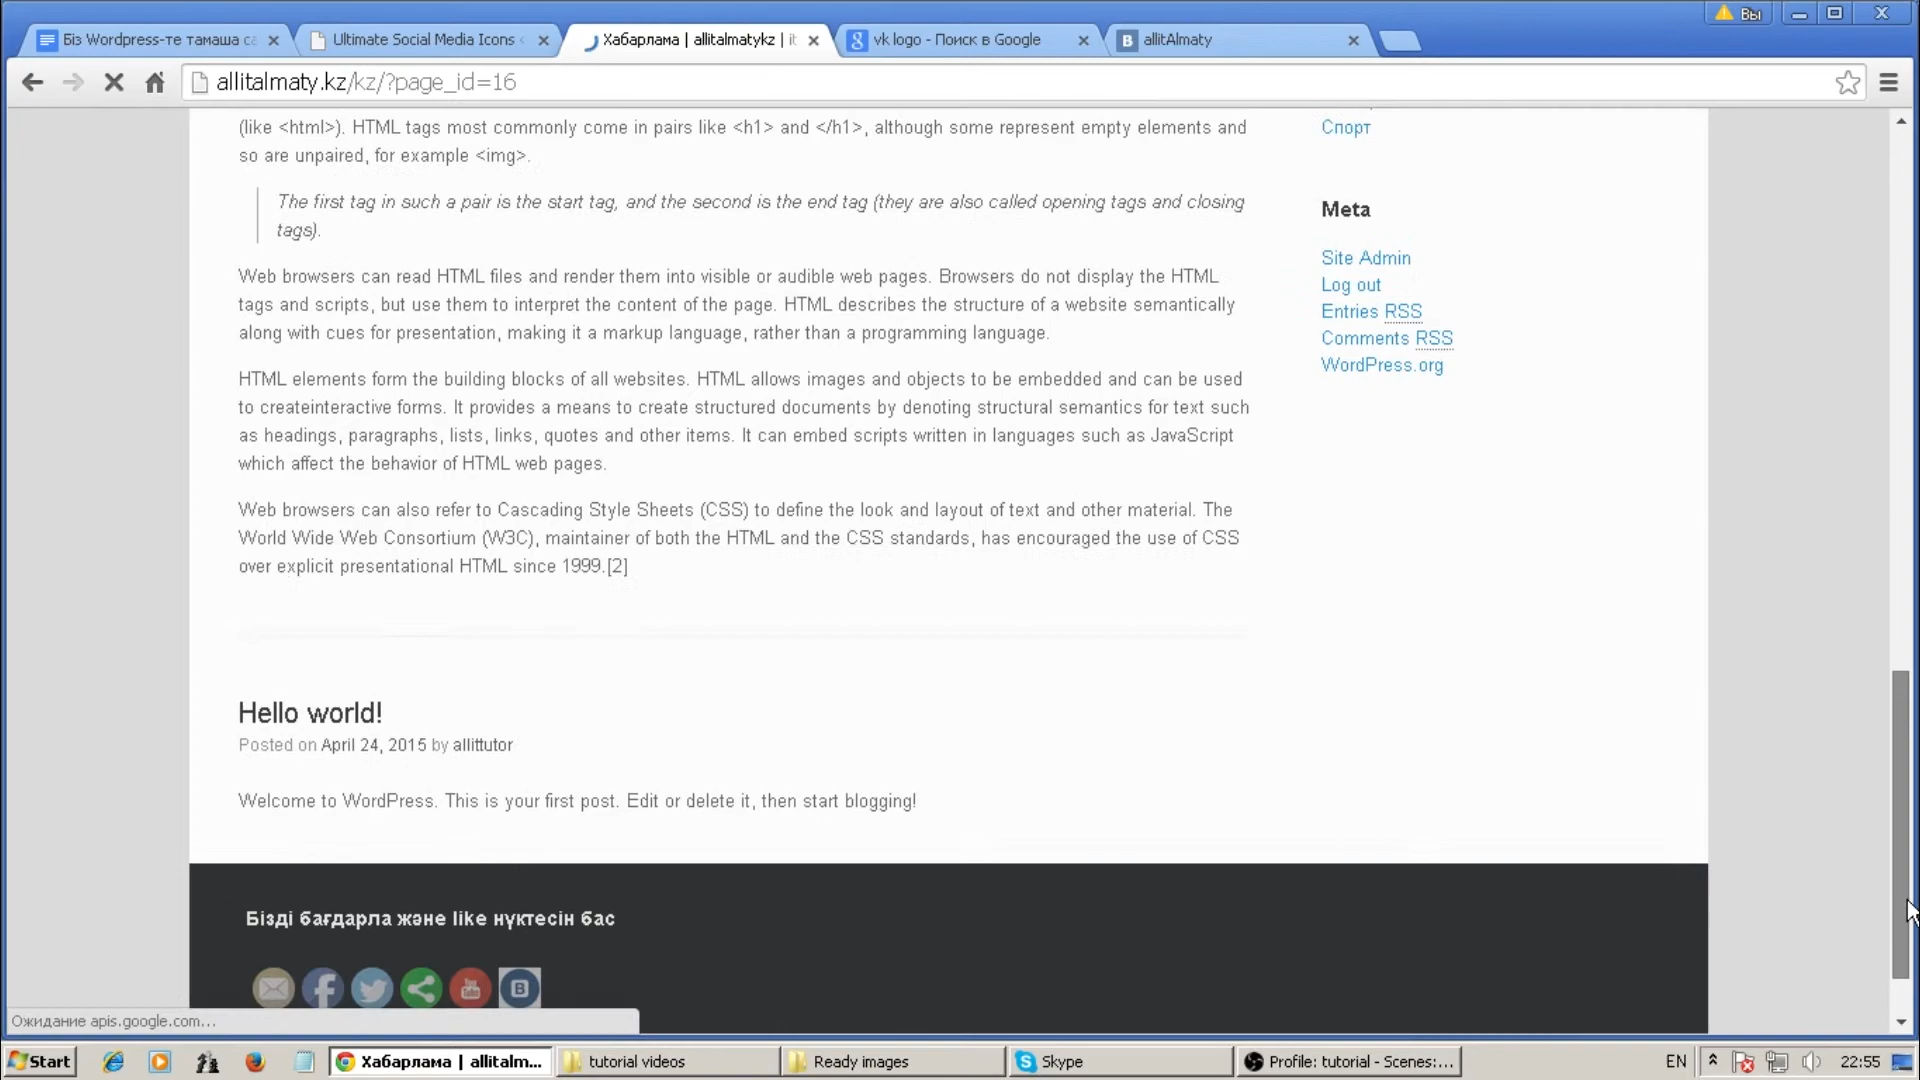 Вы
Біз Wordpress-те тамаша са
Ultimate Social Media Icons
Хабарлама | allitalmatykz | it
vk logo - Поиск в Google
allitAlmaty
allitalmaty.kz/kz/?page_id=16
(like <html>). HTML tags most commonly come in pairs like <h1> and </h1>, although some represent empty elements and
so are unpaired, for example <img>.
The first tag in such a pair is the start tag, and the second is the end tag (they are also called opening tags and closing
tags).
Web browsers can read HTML files and render them into visible or audible web pages. Browsers do not display the HTML
tags and scripts, but use them to interpret the content of the page. HTML describes the structure of a website semantically
along with cues for presentation, making it a markup language, rather than a programming language.
HTML elements form the building blocks of all websites. HTML allows images and objects to be embedded and can be used
to createinteractive forms. It provides a means to create structured documents by denoting structural semantics for text such
as headings, paragraphs, lists, links, quotes and other items. It can embed scripts written in languages such as JavaScript
which affect the behavior of HTML web pages.
Web browsers can also refer to Cascading Style Sheets (CSS) to define the look and layout of text and other material. The
World Wide Web Consortium (W3C), maintainer of both the HTML and the CSS standards, has encouraged the use of CSS
over explicit presentational HTML since 1999.[2]
Hello world!
Posted on April 24, 2015 by allittutor
Welcome to WordPress. This is your first post. Edit or delete it, then start blogging!
Спорт
Meta
Site Admin
Log out
Entries RSS
Comments RSS
WordPress.org
Бізді бағдарла және like нүктесін бас
You
B
Ожидание apis.google.com...
Start
Хабарлама | allitalm...
tutorial videos
Ready images
Skype
Profile: tutorial - Scenes:...
EN
22:55